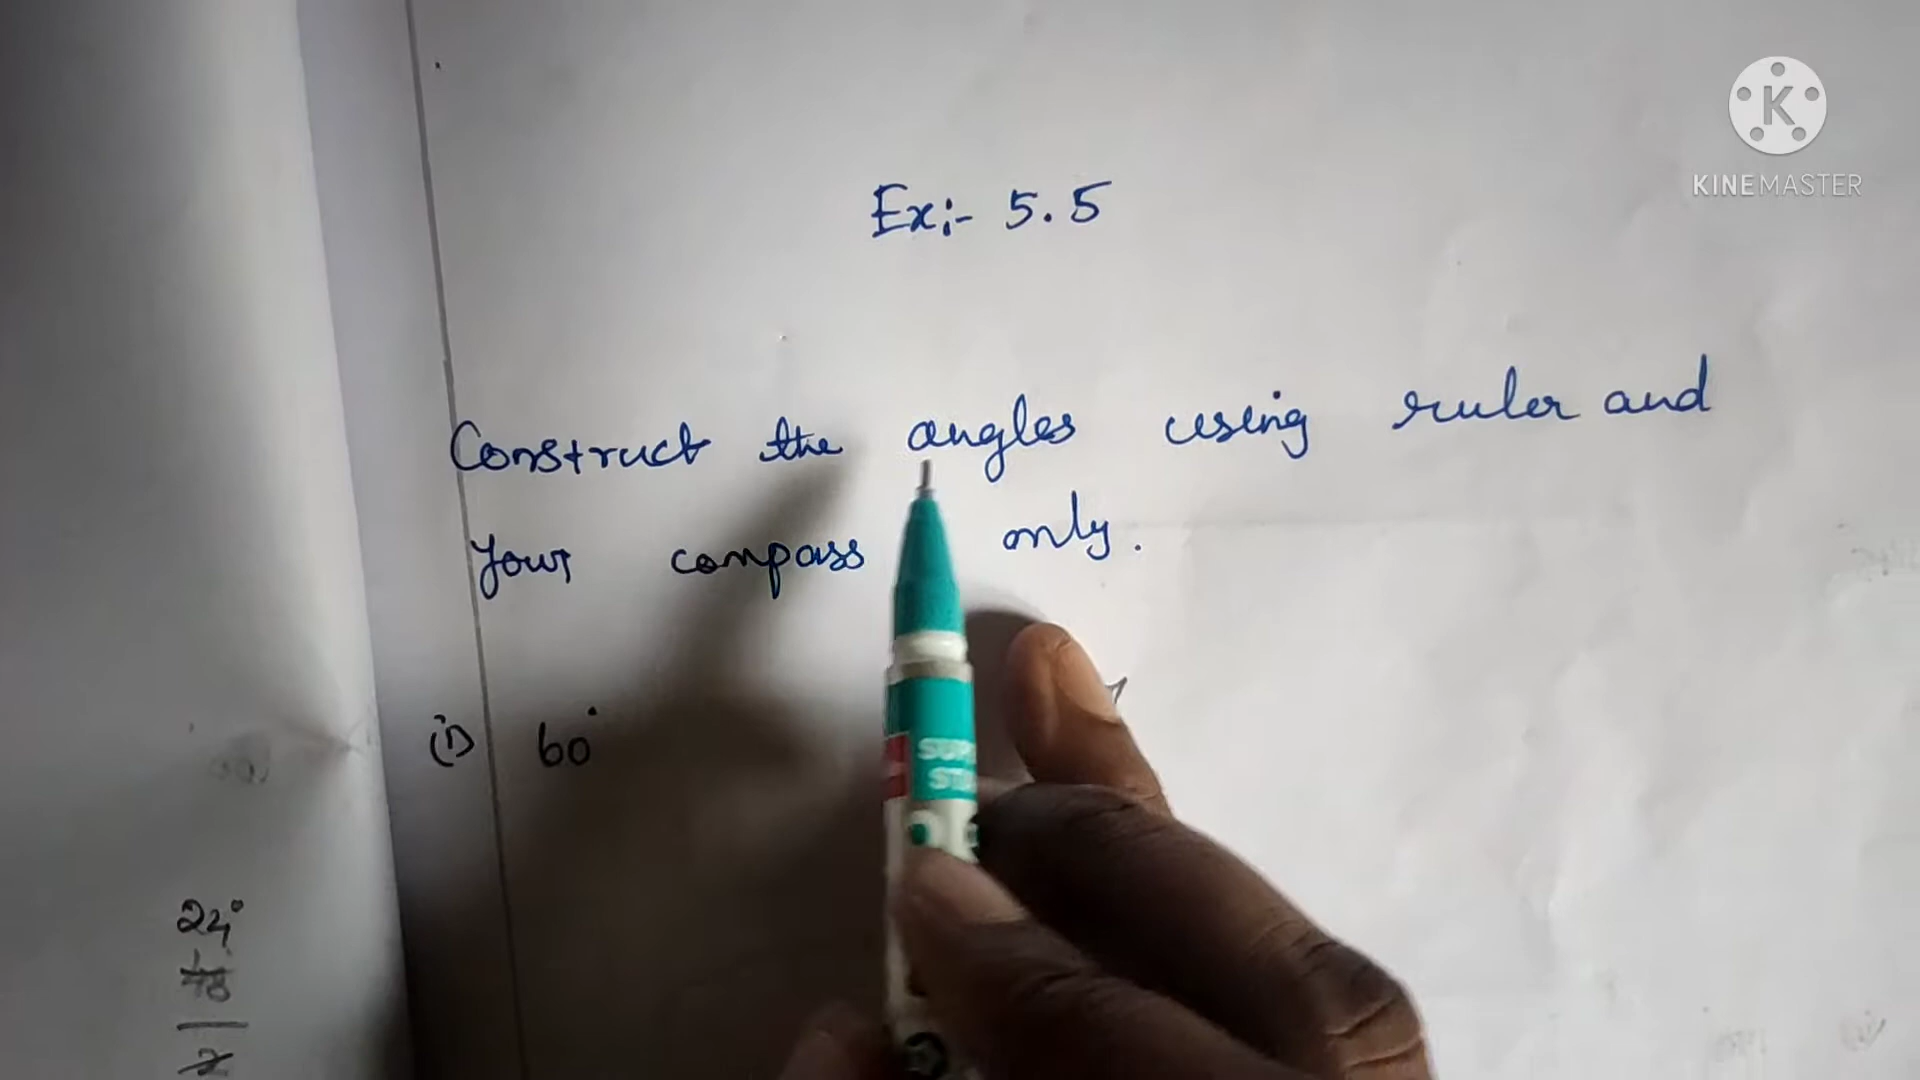 KINEMASTER
Ex:- 5.5
Construct the angles using ruler and
your compass only.
(i) 60°
24°